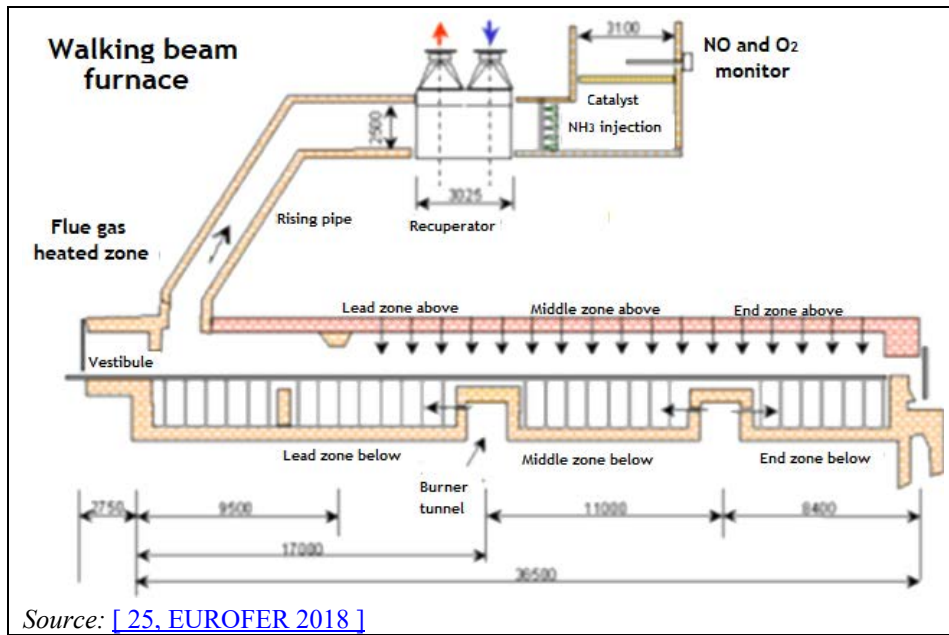 Walking beam
furnace
3100
NO and O2
monitor
Catalyst
NH3 injection
2500
3025
Rising pipe
Recuperator
Flue gas
heated zone
Lead zone above
Middle zone above
End zone above
Vestibule
Lead zone below
Middle zone below
End zone below
Burner
tunnel
2750
9500
11000
8400
17000
36500
Source: [ 25, EUROFER 2018 ]